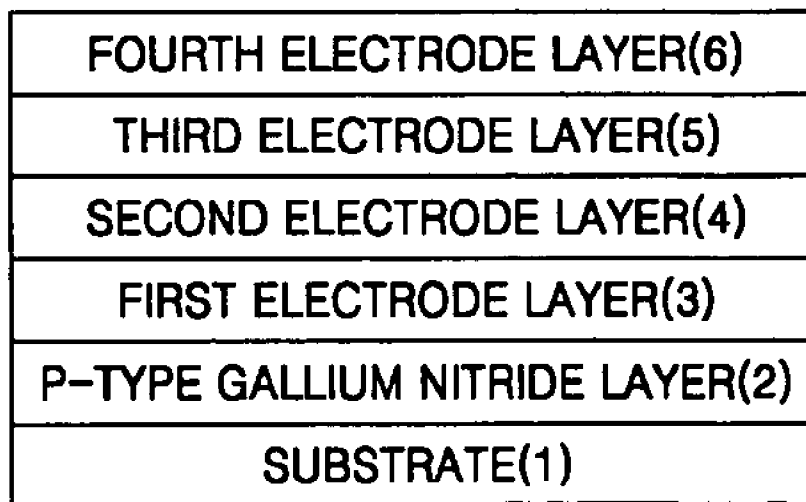 FOURTH ELECTRODE LAYER(6)
THIRD ELECTRODE LAYER(5)
SECOND ELECTRODE LAYER(4)
FIRST ELECTRODE LAYER(3)
P-TYPE GALLIUM NITRIDE LAYER(2)
SUBSTRATE(1)